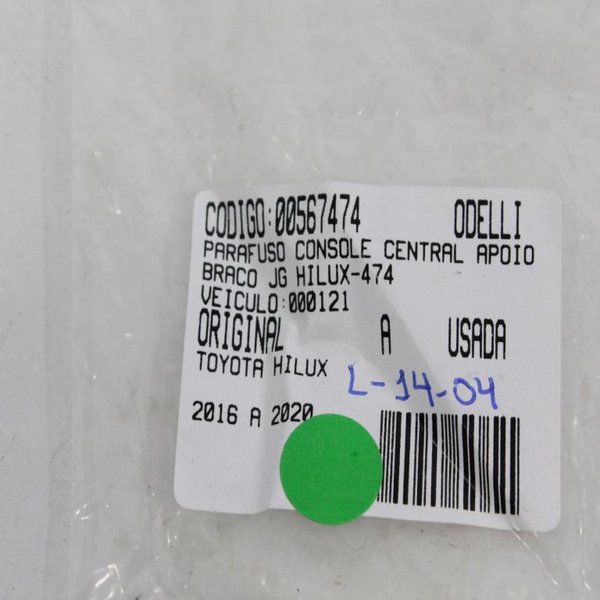 CODIGO:00567474 ODELLI
PARAFUSO CONSOLE CENTRAL APOIO
BRACO JG HILUX-474
VEICULO:000121
ORIGINAL A USADA
TOYOTA HILUX
L-14-04
2016 A 2020